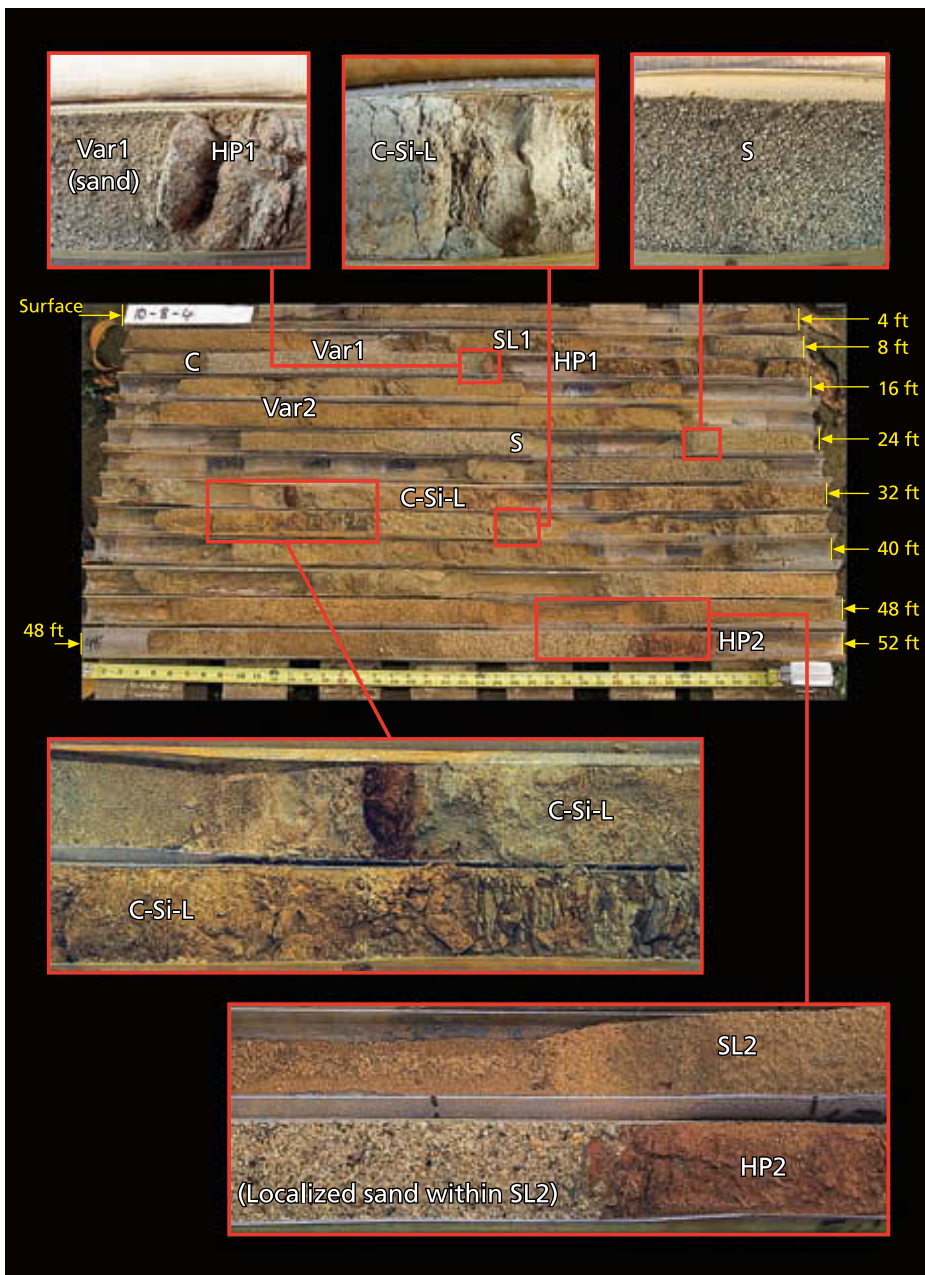 Var1
(sand)
HP1
C-Si-L
S
Surface
10-8-4
4 ft
SL1
8 ft
Var1
C
HP1
16 ft
Var2
S
24 ft
C-Si-L
32 ft
40 ft
48 ft
48 ft
HP2
52 ft
C-Si-L
C-Si-L
SL2
HP2
(Localized sand within SL2)